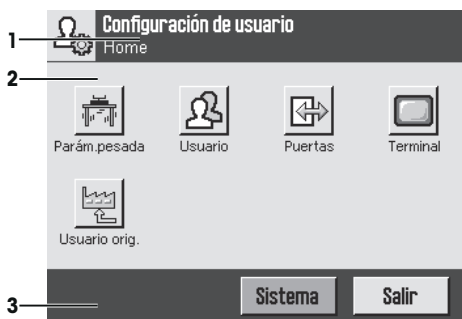 Configuración de usuario
1
Home
2
Parám.pesada Usuario Puertas Terminal
Usuario orig.
3
Sistema Salir